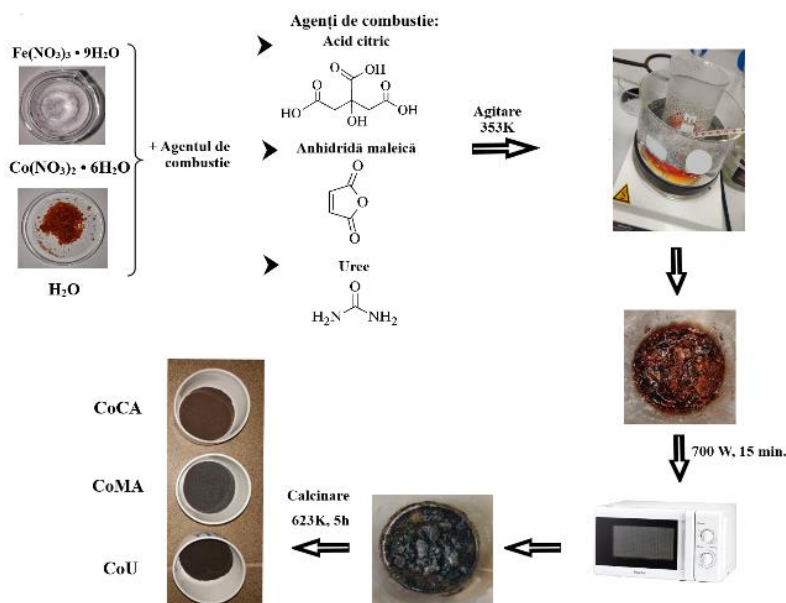 Agenți de combustie:
Acid citric
Fe(NO₃)₃ • 9H₂O
O
OH
O
O
HO
OH
OH
+ Agentul de
combustie
Agitare
353K
Anhidridă maleică
O
O
O
Co(NO₃)₂ • 6H₂O
H₂O
Uree
O
H₂N
NH₂
700 W, 15 min.
CoCA
CoMA
CoU
Calcinare
623K, 5h